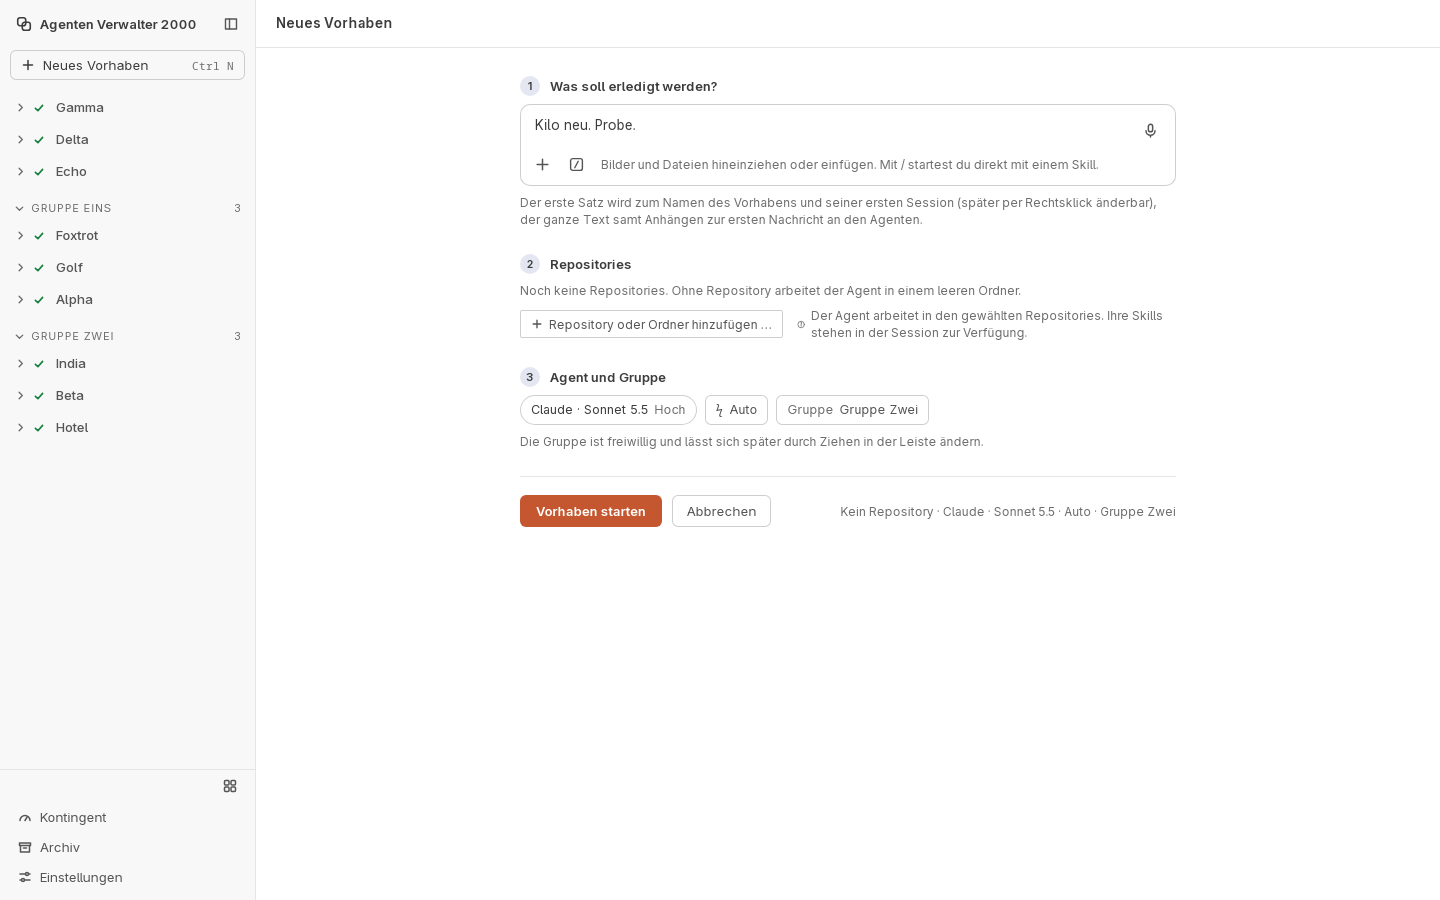 Agenten Verwalter 2000
Neues Vorhaben Ctrl N
Gamma
Delta
Echo
GRUPPE EINS 3
Foxtrot
Golf
Alpha
GRUPPE ZWEI 3
India
Beta
Hotel
Kontingent
Archiv
Einstellungen
Neues Vorhaben
1 Was soll erledigt werden?
Kilo neu. Probe.
Bilder und Dateien hineinziehen oder einfügen. Mit / startest du direkt mit einem Skill.
Der erste Satz wird zum Namen des Vorhabens und seiner ersten Session (später per Rechtsklick änderbar),
der ganze Text samt Anhängen zur ersten Nachricht an den Agenten.
2 Repositories
Noch keine Repositories. Ohne Repository arbeitet der Agent in einem leeren Ordner.
Repository oder Ordner hinzufügen …
Der Agent arbeitet in den gewählten Repositories. Ihre Skills
stehen in der Session zur Verfügung.
3 Agent und Gruppe
Claude · Sonnet 5.5 Hoch
Auto
Gruppe Gruppe Zwei
Die Gruppe ist freiwillig und lässt sich später durch Ziehen in der Leiste ändern.
Vorhaben starten
Abbrechen
Kein Repository · Claude · Sonnet 5.5 · Auto · Gruppe Zwei